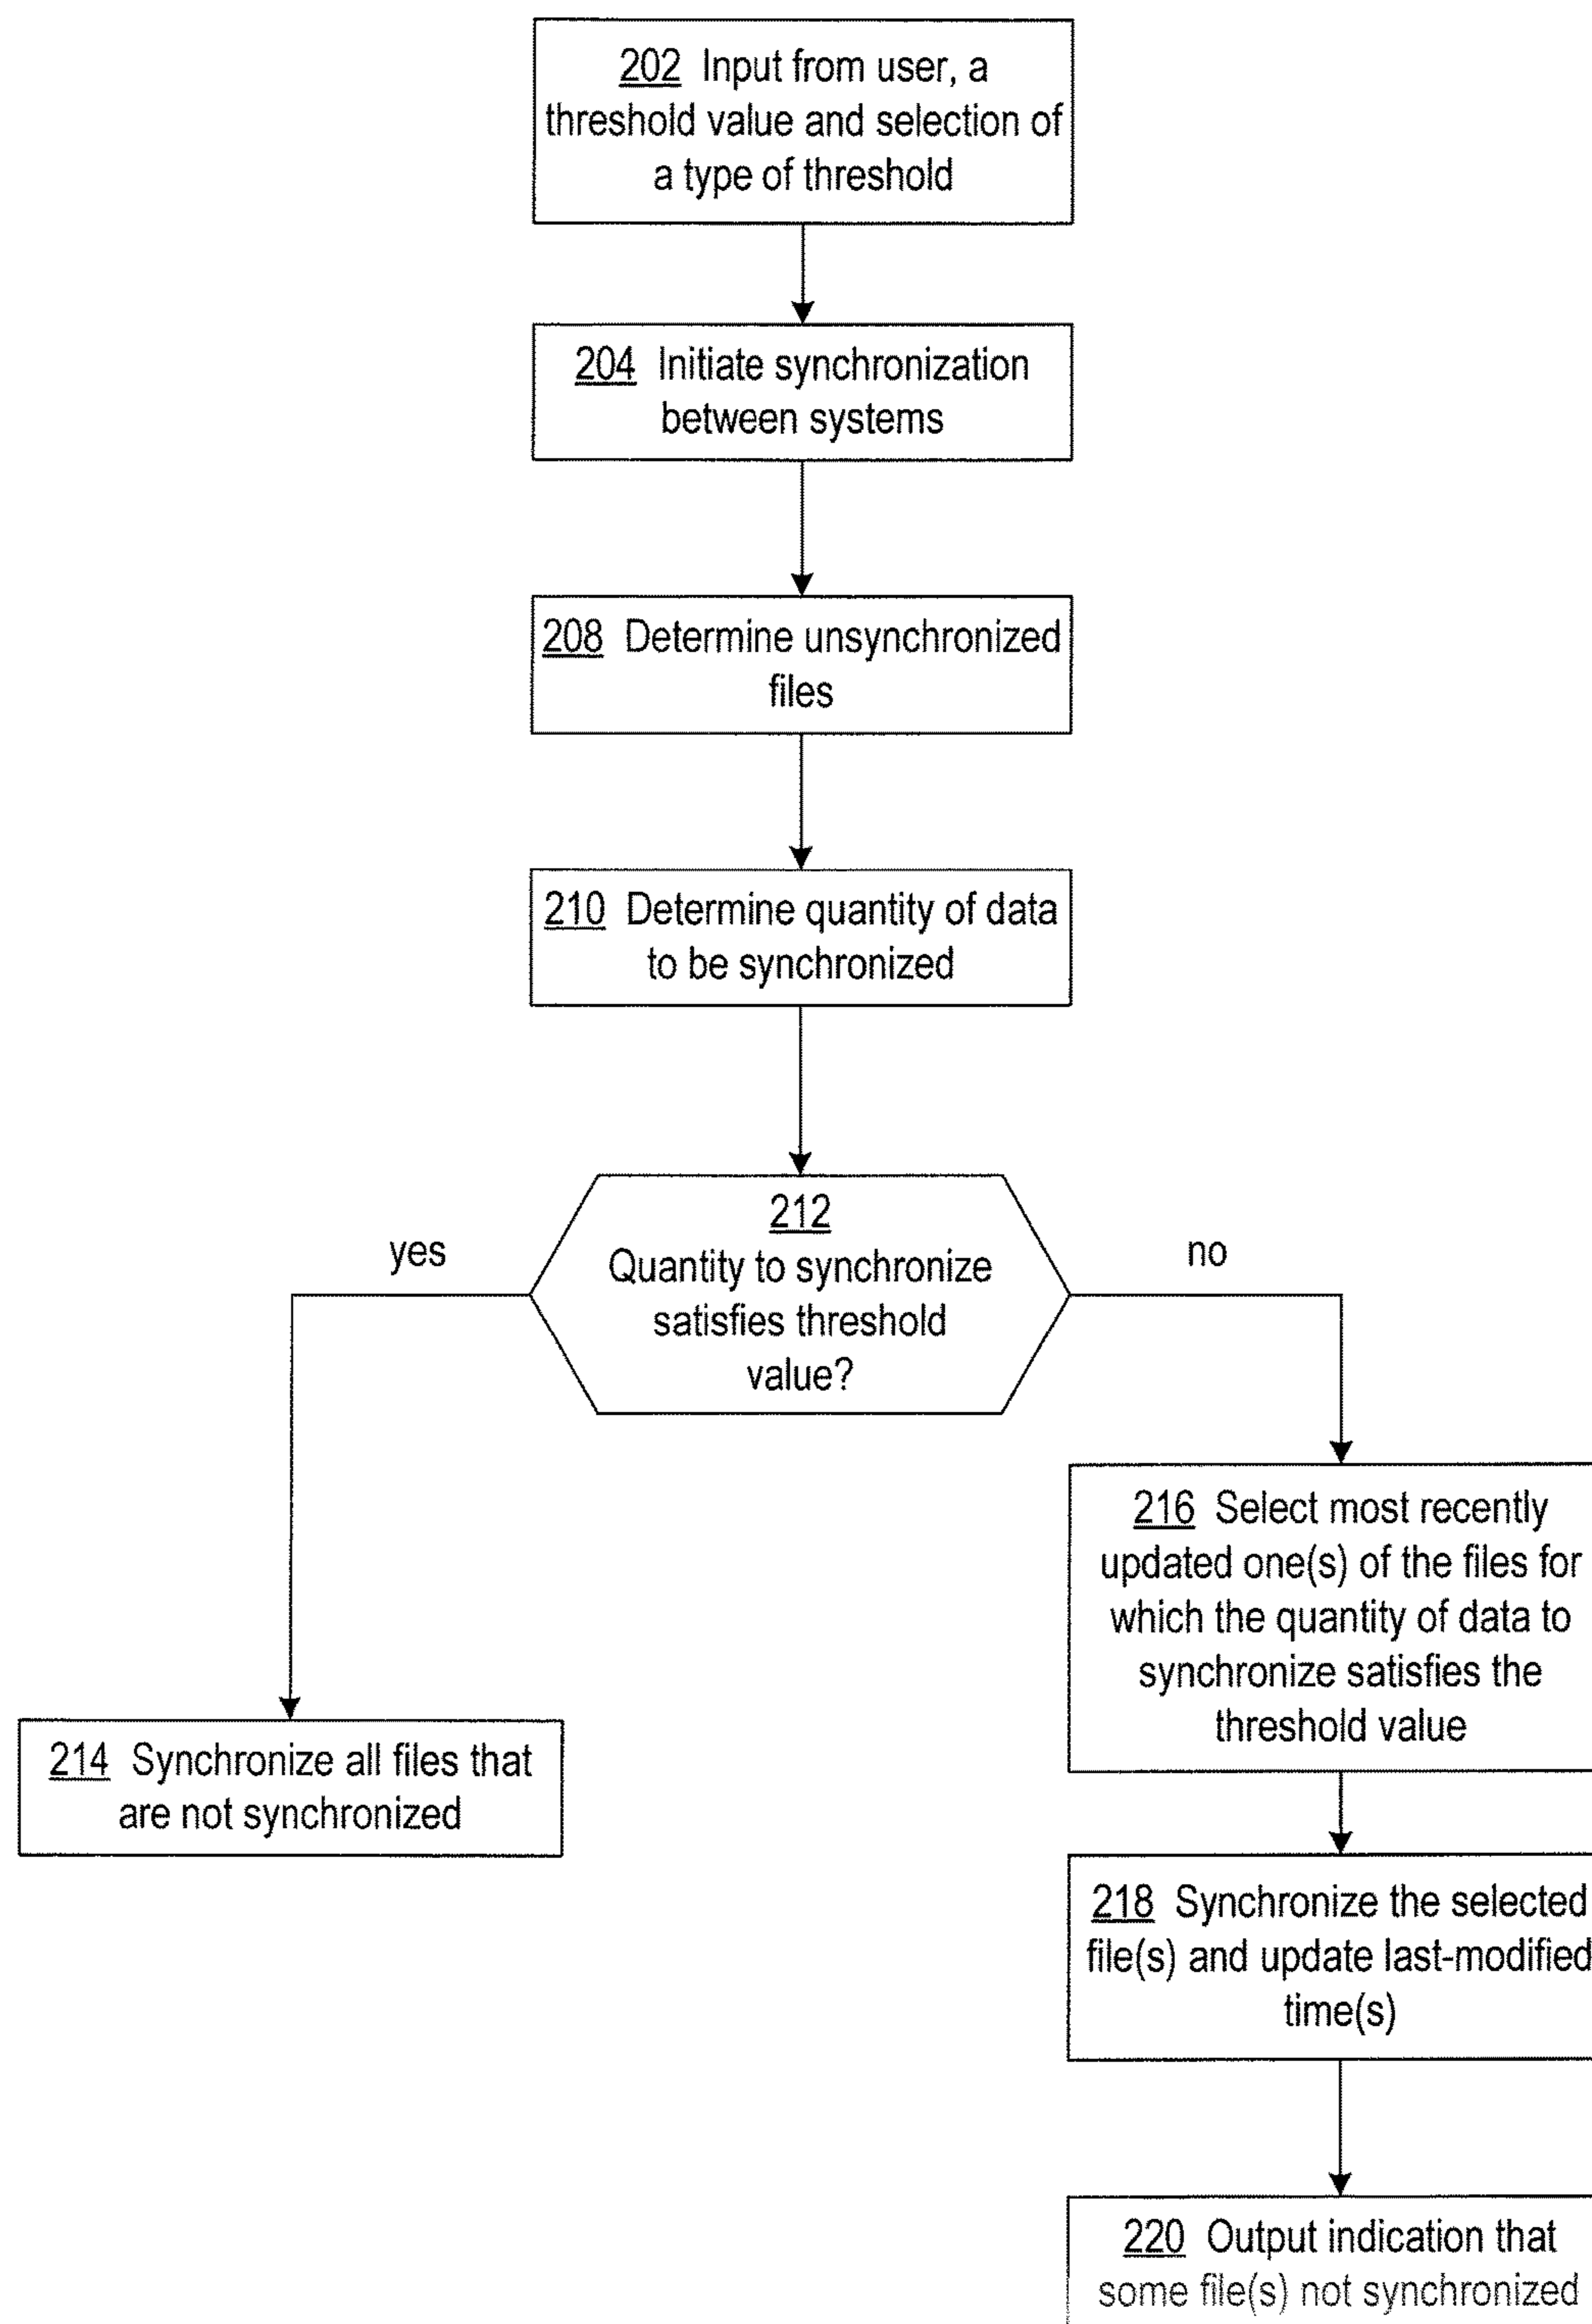 202 Input from user, a
threshold value and selection of
a type of threshold
204 Initiate synchronization
between systems
208 Determine unsynchronized
files
210 Determine quantity of data
to be synchronized
212
Quantity to synchronize
satisfies threshold
value?
yes
no
216 Select most recently
updated one(s) of the files for
which the quantity of data to
synchronize satisfies the
threshold value
214 Synchronize all files that
are not synchronized
218 Synchronize the selected
file(s) and update last-modified
time(s)
220 Output indication that
some file(s) not synchronized